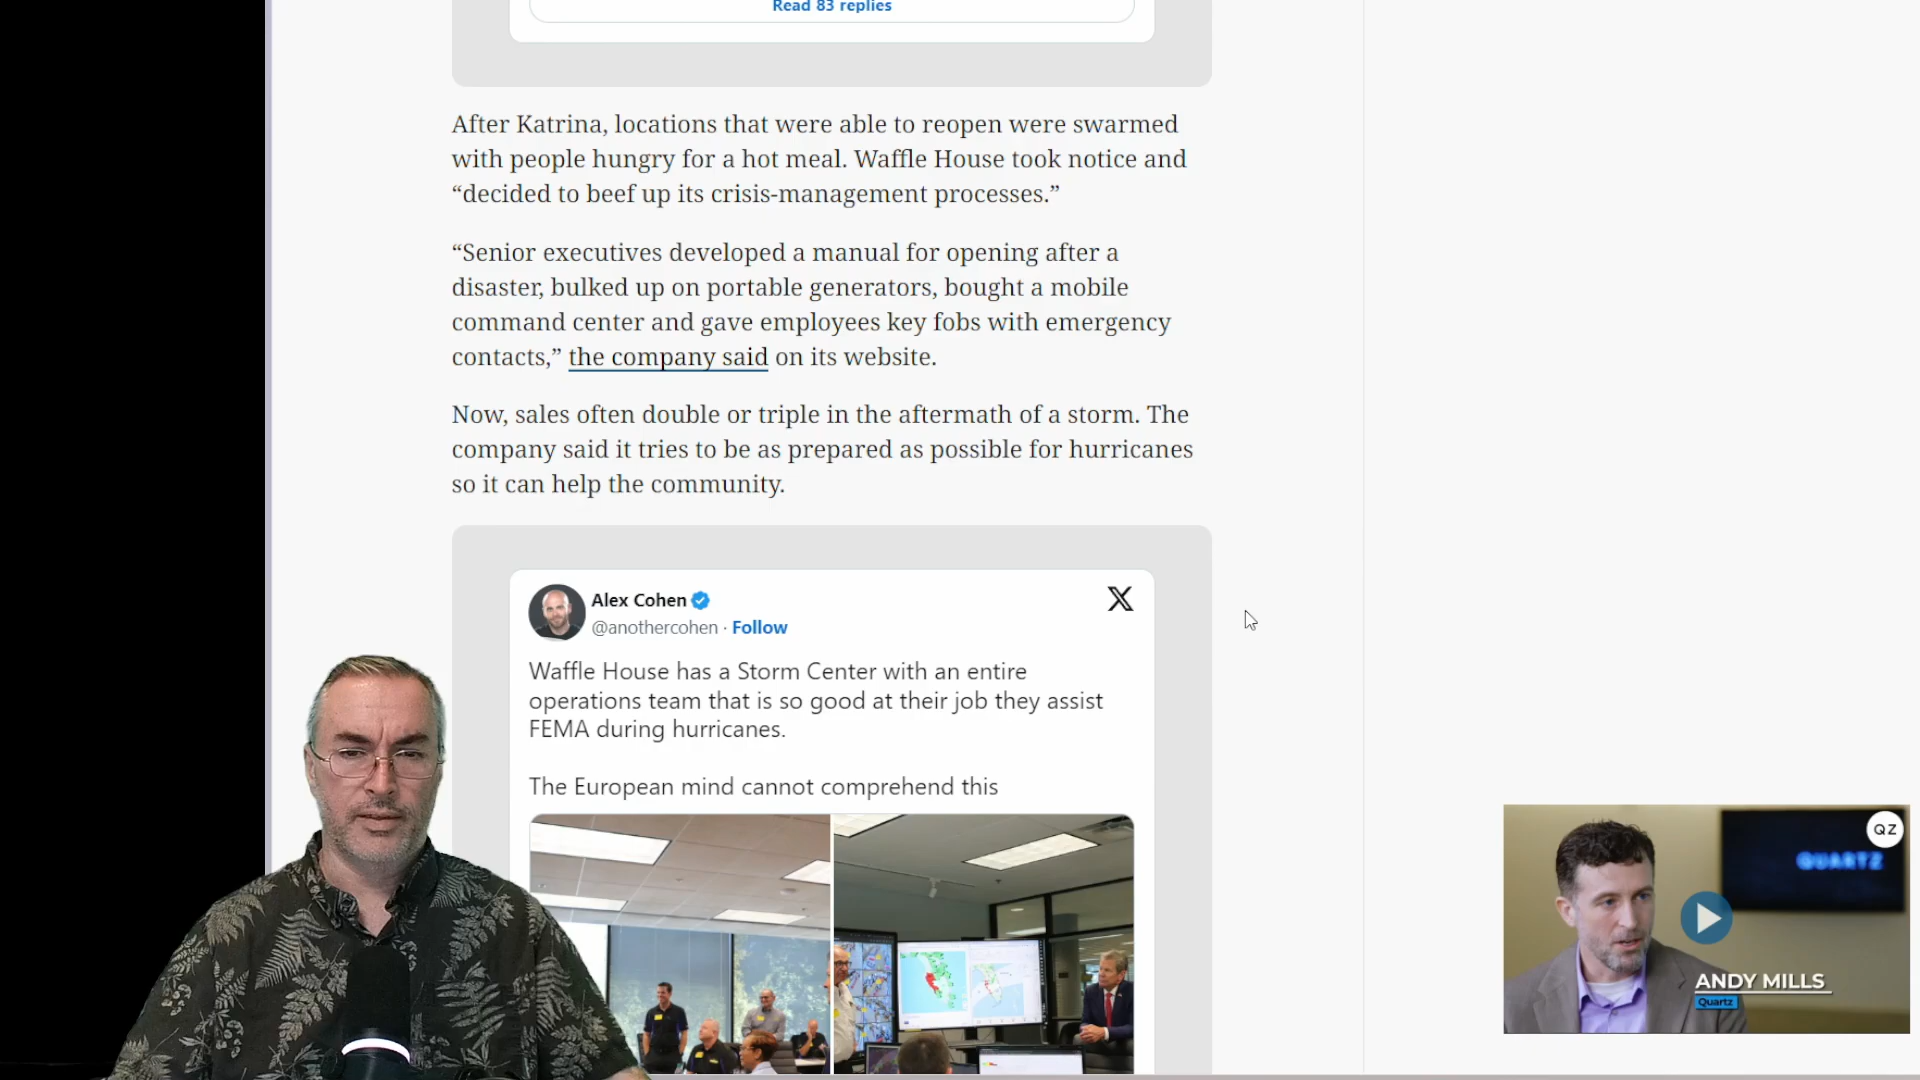 Read 83 replies
After Katrina, locations that were able to reopen were swarmed
with people hungry for a hot meal. Waffle House took notice and
“decided to beef up its crisis-management processes.”
“Senior executives developed a manual for opening after a
disaster, bulked up on portable generators, bought a mobile
command center and gave employees key fobs with emergency
contacts,” the company said on its website.
Now, sales often double or triple in the aftermath of a storm. The
company said it tries to be as prepared as possible for hurricanes
so it can help the community.
Alex Cohen
@anothercohen · Follow
Waffle House has a Storm Center with an entire
operations team that is so good at their job they assist
FEMA during hurricanes.
The European mind cannot comprehend this
QZ
QUARTZ
ANDY MILLS
Quartz